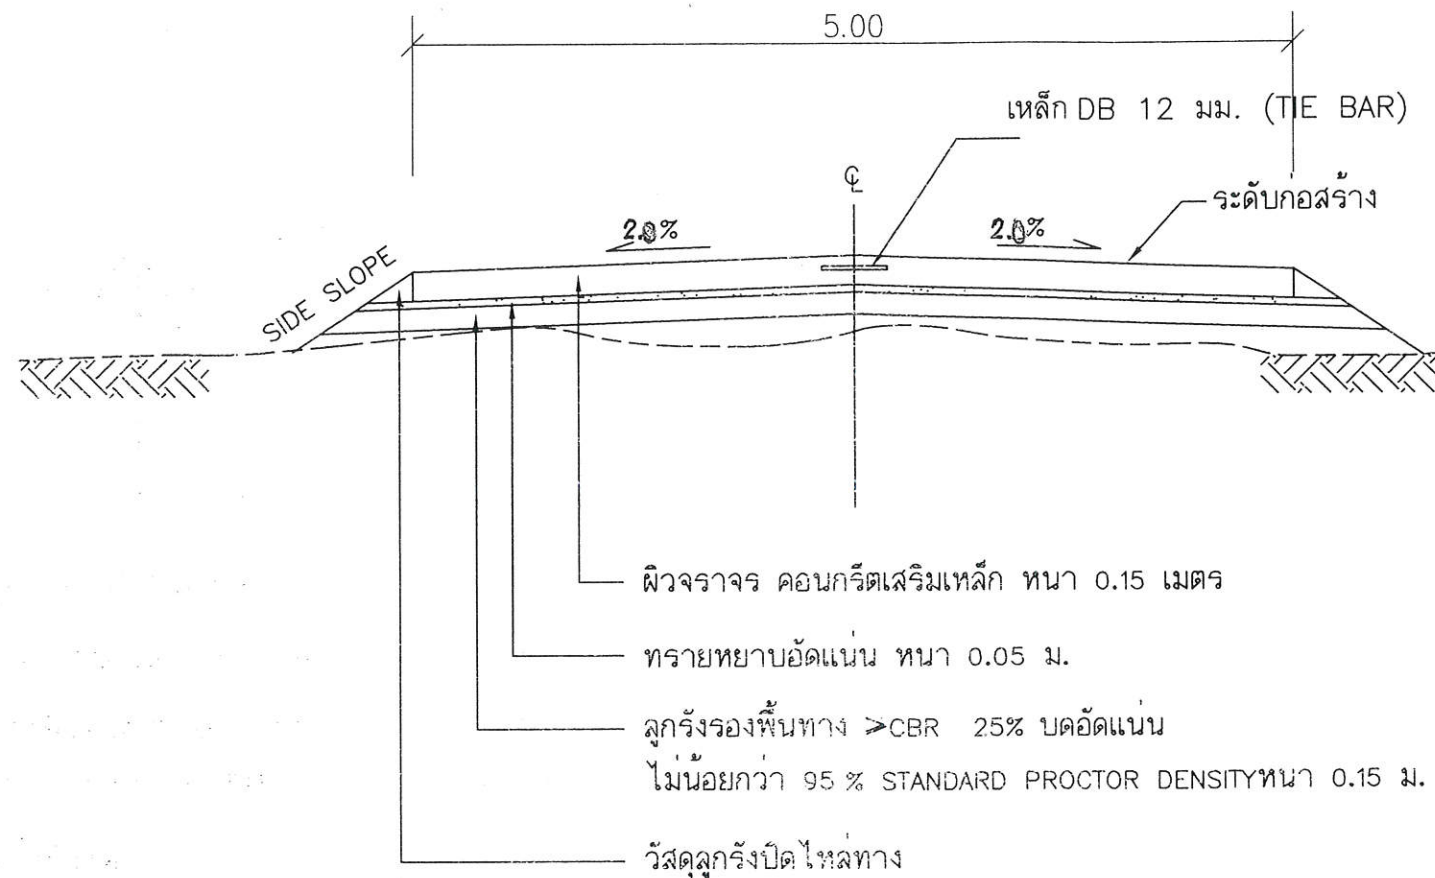 5.00
เหล็ก DB 12 มม. (TIE BAR)
℄
ระดับก่อสร้าง
2.0%
2.0%
SIDE SLOPE
ผิวจราจร คอนกรีตเสริมเหล็ก หนา 0.15 เมตร
ทรายหยาบอัดแน่น หนา 0.05 ม.
ลูกรังรองพื้นทาง ≥CBR 25% บดอัดแน่น
ไม่น้อยกว่า 95 % STANDARD PROCTOR DENSITYหนา 0.15 ม.
วัสดุลูกรังปิดไหล่ทาง